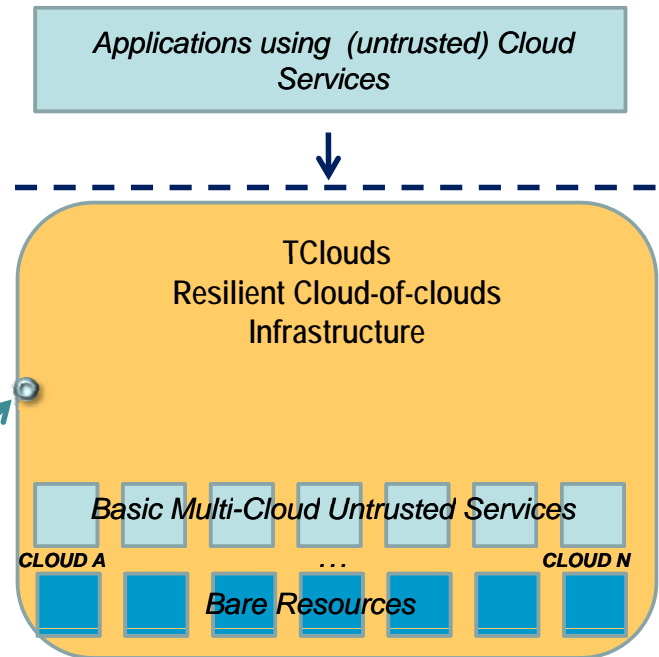 Applications using (untrusted) Cloud
Services
TClouds
Resilient Cloud-of-clouds
Infrastructure
Basic Multi-Cloud Untrusted Services
CLOUD A ... CLOUD N
Bare Resources